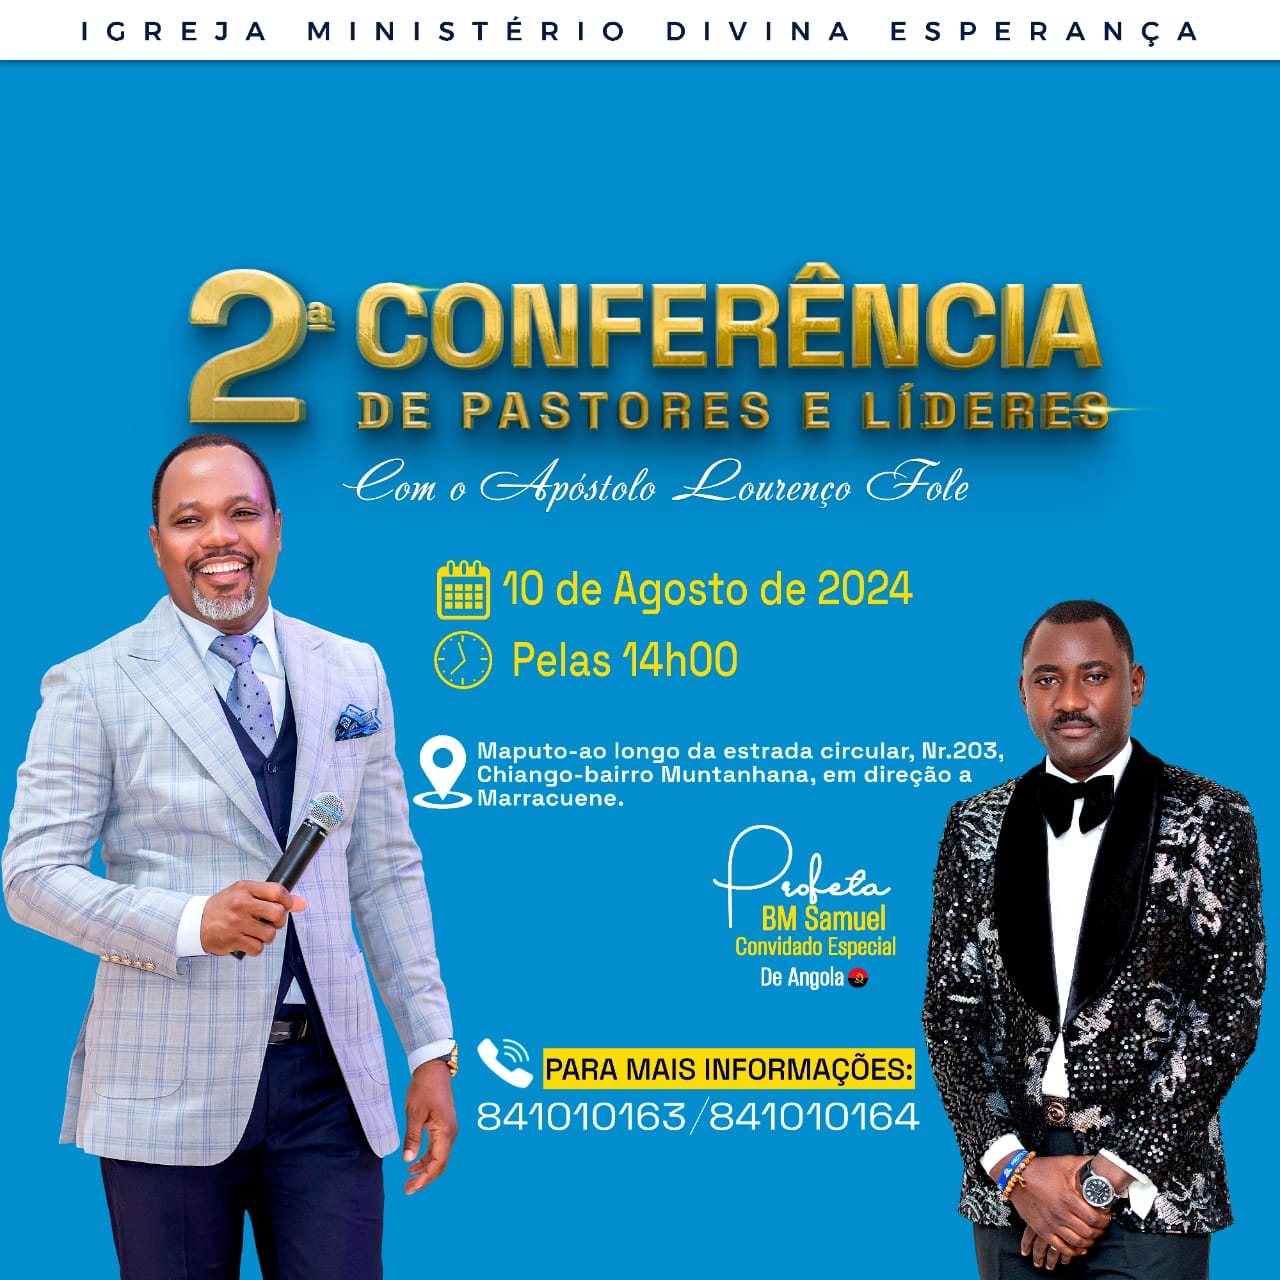 IGREJA MINISTÉRIO DIVINA ESPERANÇA
2ª CONFERÊNCIA
DE PASTORES E LÍDERES
Com o Apóstolo Lourenço Fole
10 de Agosto de 2024
Pelas 14h00
Maputo-ao longo da estrada circular, Nr.203,
Chiango-bairro Muntanhana, em direção a
Marracuene.
Profeta
BM Samuel
Convidado Especial
De Angola
PARA MAIS INFORMAÇÕES:
841010163/841010164